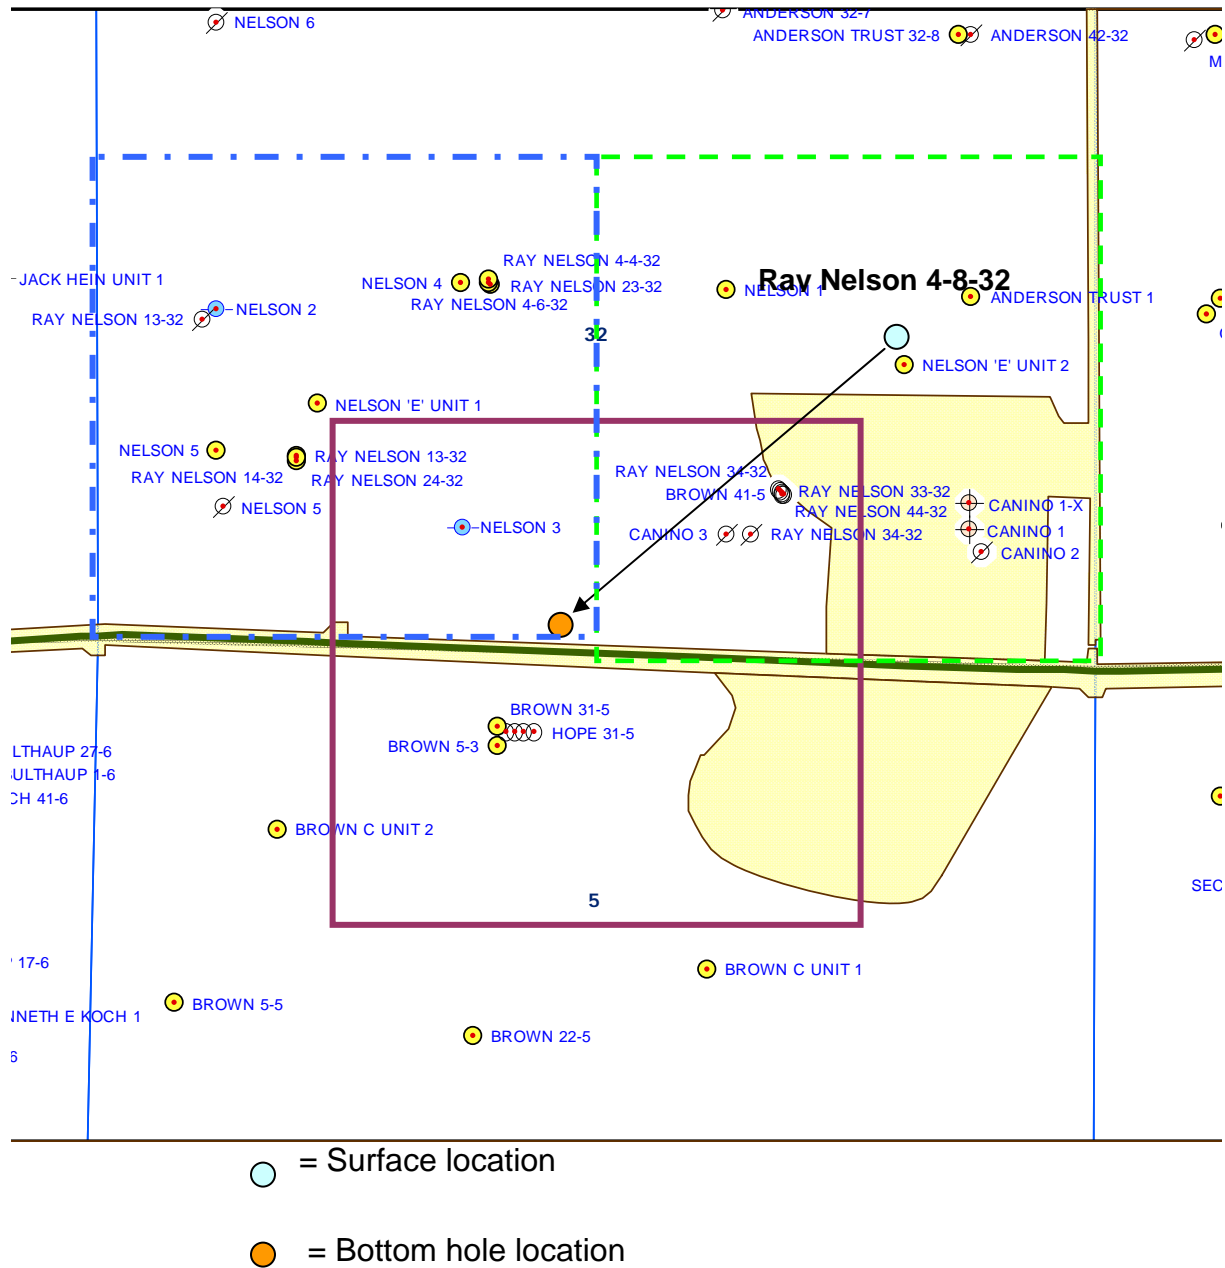 NELSON 6
ANDERSON 32-7
ANDERSON TRUST 32-8
ANDERSON 42-32
M
RAY NELSON 4-4-32
JACK HEIN UNIT 1
NELSON 4
RAY NELSON 23-32
Ray Nelson 4-8-32
NELSON 1
ANDERSON TRUST 1
RAY NELSON 4-6-32
NELSON 2
RAY NELSON 13-32
32
NELSON 'E' UNIT 2
NELSON 'E' UNIT 1
NELSON 5
RAY NELSON 13-32
RAY NELSON 14-32
RAY NELSON 24-32
RAY NELSON 34-32
BROWN 41-5
RAY NELSON 33-32
RAY NELSON 44-32
CANINO 1-X
NELSON 5
NELSON 3
CANINO 3
RAY NELSON 34-32
CANINO 1
CANINO 2
BROWN 31-5
HOPE 31-5
BROWN 5-3
LTHAUP 27-6
BULTHAUP 1-6
CH 41-6
BROWN C UNIT 2
SEC
5
17-6
BROWN C UNIT 1
BROWN 5-5
NNETH E KOCH 1
BROWN 22-5
6
= Surface location
= Bottom hole location